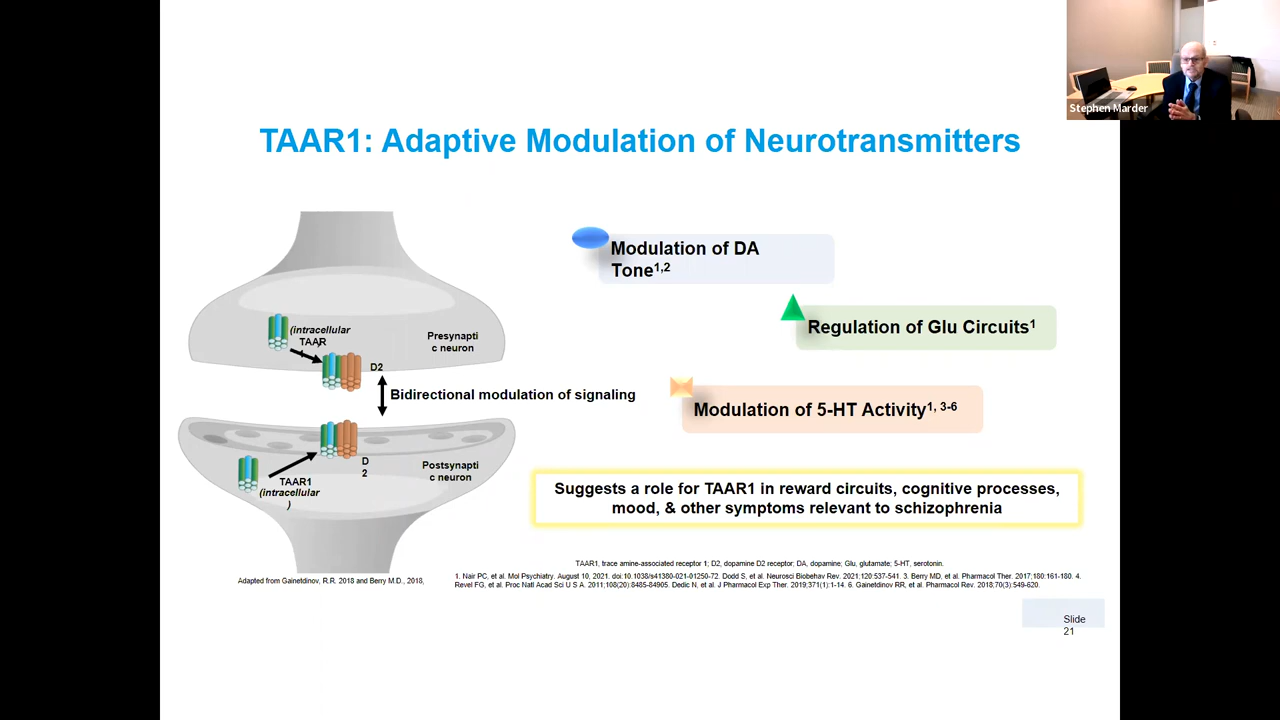 Stephen Marder
TAAR1: Adaptive Modulation of Neurotransmitters
(intracellular
TAAR
Presynapti
c neuron
D2
Bidirectional modulation of signaling
D
2
Postsynapti
c neuron
TAAR1
(intracellular
)
Modulation of DA
Tone1,2
Regulation of Glu Circuits1
Modulation of 5-HT Activity1, 3-6
Suggests a role for TAAR1 in reward circuits, cognitive processes,
mood, & other symptoms relevant to schizophrenia
TAAR1, trace amine-associated receptor 1; D2, dopamine D2 receptor; DA, dopamine; Glu, glutamate; 5-HT, serotonin.
Adapted from Gainetdinov, R.R. 2018 and Berry M.D., 2018,
1. Nair PC, et al. Mol Psychiatry. August 10, 2021. doi:10.1038/s41380-021-01250-72. Dodd S, et al. Neurosci Biobehav Rev. 2021;120:537-541. 3. Berry MD, et al. Pharmacol Ther. 2017;180:161-180. 4.
Revel FG, et al. Proc Natl Acad Sci U S A. 2011;108(20):8485-84905. Dedic N, et al. J Pharmacol Exp Ther. 2019;371(1):1-14. 6. Gainetdinov RR, et al. Pharmacol Rev. 2018;70(3):549-620.
Slide
21